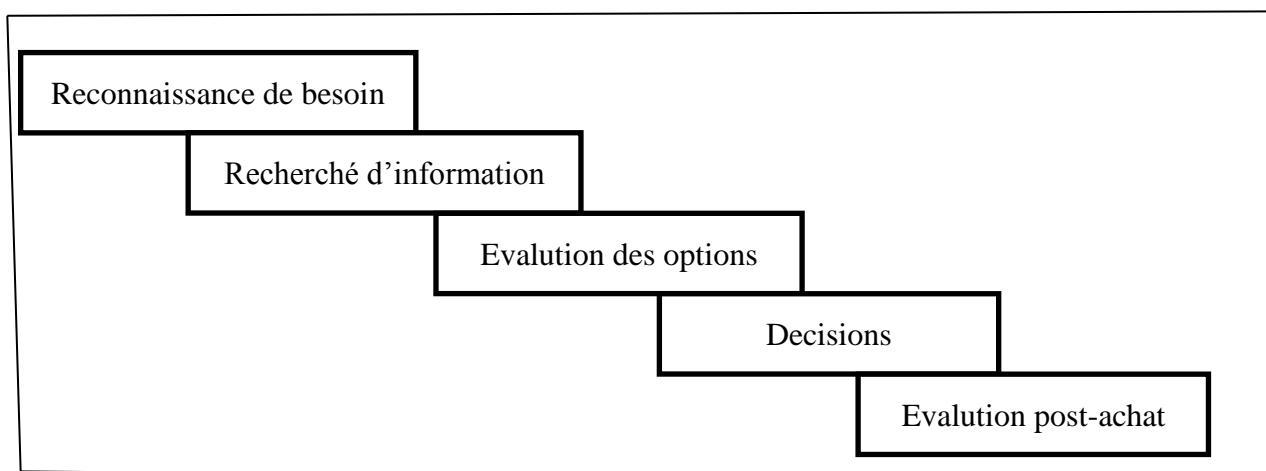 Reconnaissance de besoin
Recherché d’information
Evalution des options
Decisions
Evalution post-achat